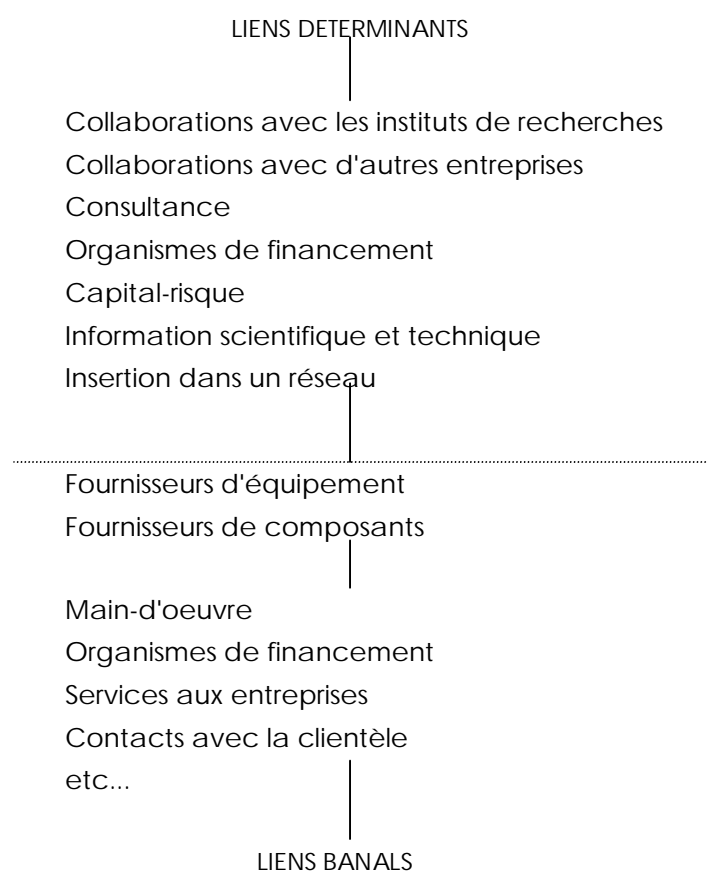 LIENS DETERMINANTS
Collaborations avec les instituts de recherches
Collaborations avec d'autres entreprises
Consultance
Organismes de financement
Capital-risque
Information scientifique et technique
Insertion dans un réseau
Fournisseurs d'équipement
Fournisseurs de composants
Main-d'oeuvre
Organismes de financement
Services aux entreprises
Contacts avec la clientèle
etc...
LIENS BANALS